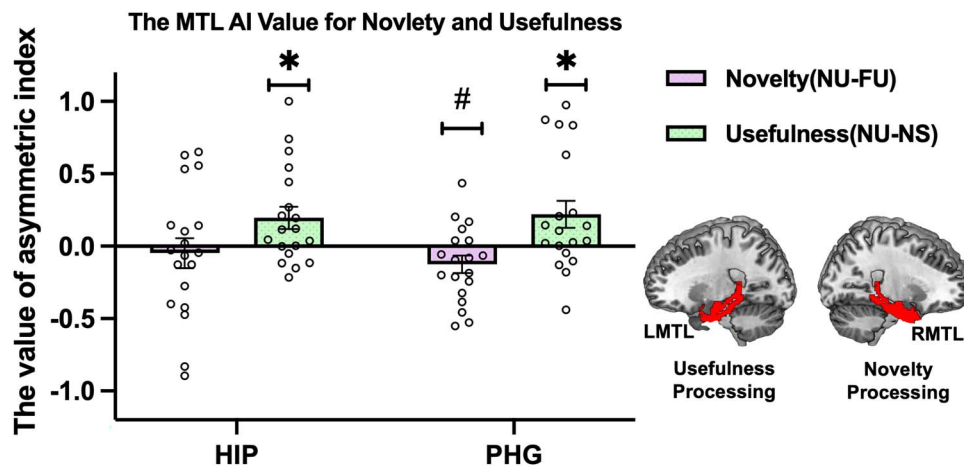 The MTL AI Value for Novlety and Usefulness
The value of asymmetric index
1.0
0.5
0.0
-0.5
-1.0
*
#
*
HIP
PHG
Novelty(NU-FU)
Usefulness(NU-NS)
LMTL
RMTL
Usefulness
Processing
Novelty
Processing